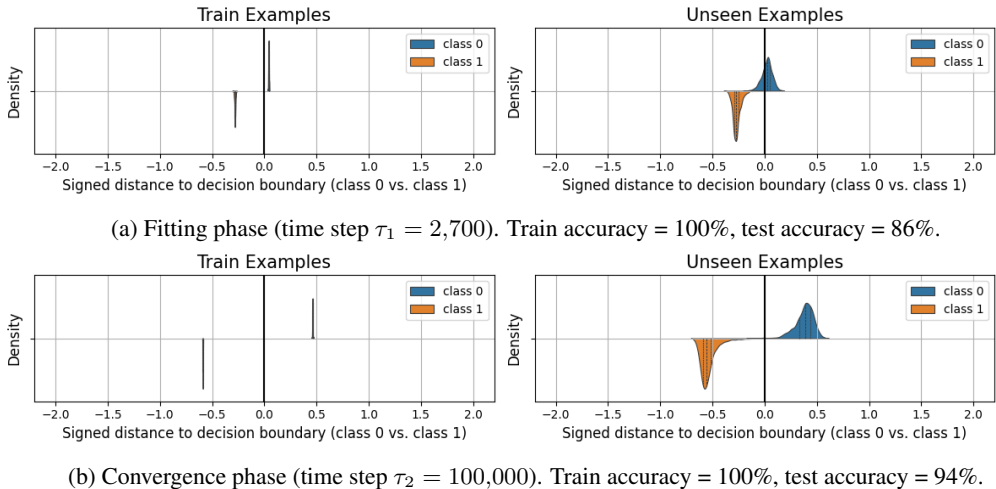 Train Examples
Unseen Examples
Density
class 0
class 1
−2.0 −1.5 −1.0 −0.5 0.0 0.5 1.0 1.5 2.0
Signed distance to decision boundary (class 0 vs. class 1)
Density
class 0
class 1
−2.0 −1.5 −1.0 −0.5 0.0 0.5 1.0 1.5 2.0
Signed distance to decision boundary (class 0 vs. class 1)
(a) Fitting phase (time step τ₁ = 2,700). Train accuracy = 100%, test accuracy = 86%.
Train Examples
Unseen Examples
Density
class 0
class 1
−2.0 −1.5 −1.0 −0.5 0.0 0.5 1.0 1.5 2.0
Signed distance to decision boundary (class 0 vs. class 1)
Density
class 0
class 1
−2.0 −1.5 −1.0 −0.5 0.0 0.5 1.0 1.5 2.0
Signed distance to decision boundary (class 0 vs. class 1)
(b) Convergence phase (time step τ₂ = 100,000). Train accuracy = 100%, test accuracy = 94%.